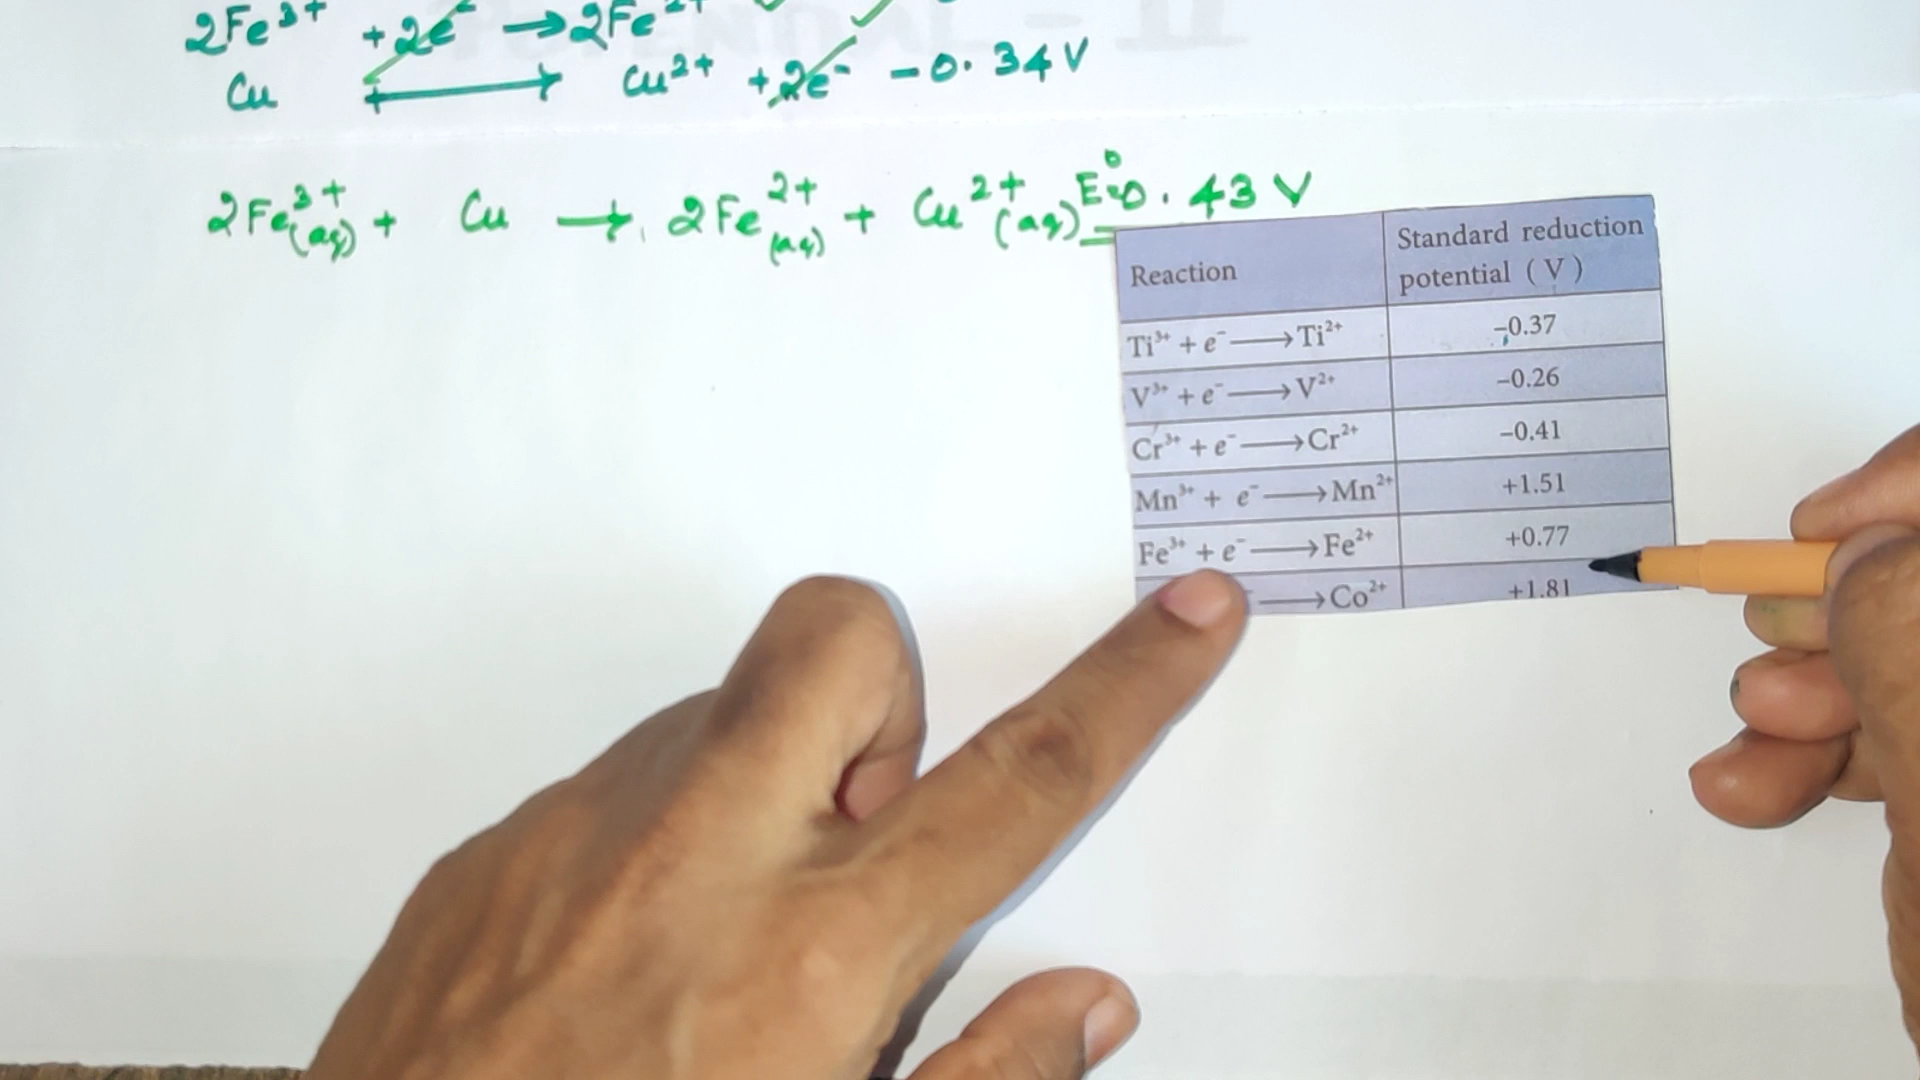 2Fe³⁺ + 2e⁻ → 2Fe²⁺
Cu ⟷ Cu²⁺ + 2e⁻ - 0.34 V
2Fe³⁺(aq) + Cu → 2Fe²⁺(aq) + Cu²⁺(aq) E°=0.43 V
Reaction Standard reduction potential ( V )
Ti³⁺ + e⁻ ⟶ Ti²⁺ –0.37
V³⁺ + e⁻ ⟶ V²⁺ –0.26
Cr³⁺ + e⁻ ⟶ Cr²⁺ –0.41
Mn³⁺ + e⁻ ⟶ Mn²⁺ +1.51
Fe³⁺ + e⁻ ⟶ Fe²⁺ +0.77
⟶ Co²⁺ +1.81